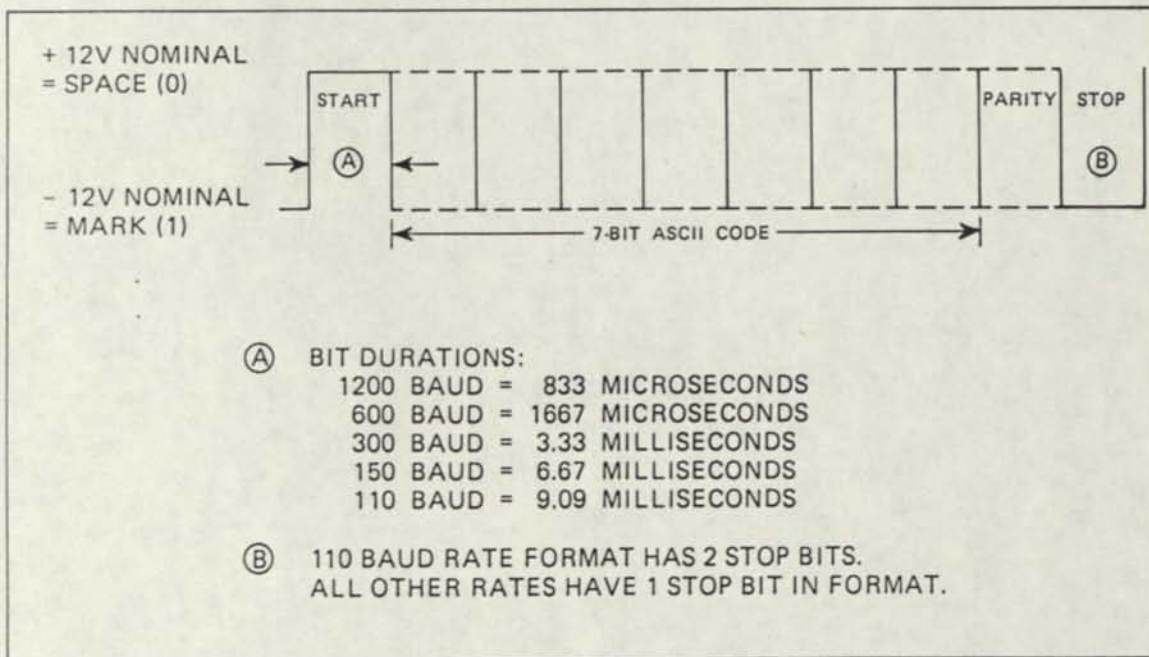 + 12V NOMINAL
= SPACE (0)
START
PARITY
STOP
Ⓐ
Ⓑ
- 12V NOMINAL
= MARK (1)
7-BIT ASCII CODE
Ⓐ BIT DURATIONS:
1200 BAUD = 833 MICROSECONDS
600 BAUD = 1667 MICROSECONDS
300 BAUD = 3.33 MILLISECONDS
150 BAUD = 6.67 MILLISECONDS
110 BAUD = 9.09 MILLISECONDS
Ⓑ 110 BAUD RATE FORMAT HAS 2 STOP BITS.
ALL OTHER RATES HAVE 1 STOP BIT IN FORMAT.